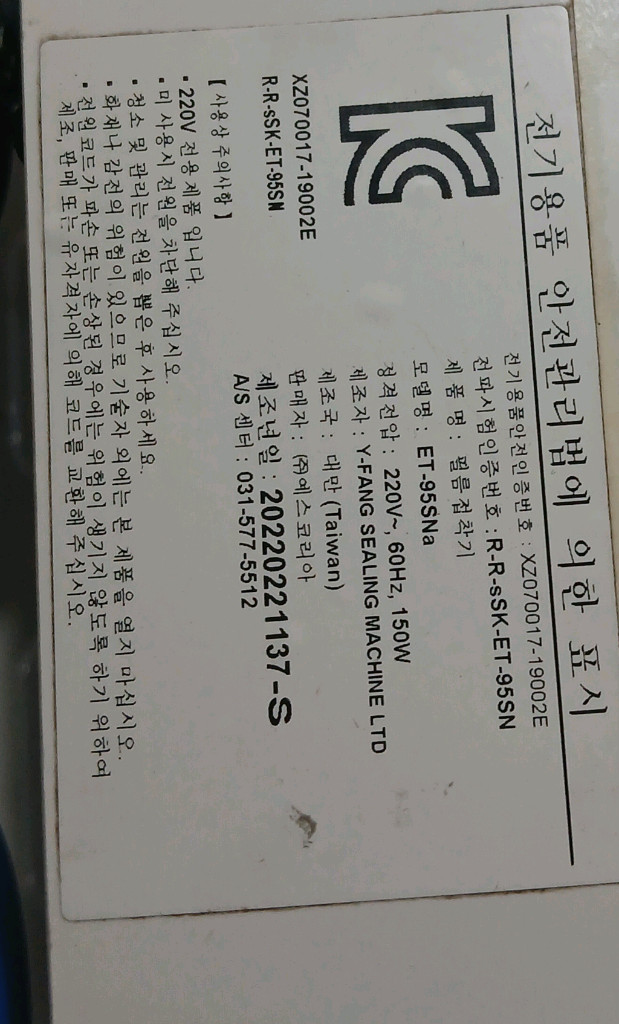 전기용품 안전관리법에 의한 표시
KC
XZ070017-19002E
R-R-sSK-ET-95SN
전기용품안전인증번호 : XZ070017-19002E
전파시험인증번호 : R-R-sSK-ET-95SN
제품 명 : 필름접착기
모델명 : ET-95SNa
정격전압 : 220V~, 60Hz, 150W
제조자 : Y-FANG SEALING MACHINE LTD
제조국 : 대만 (Taiwan)
판매자 : ㈜에스코리아
제조년일 : 20220221137-S
A/S 센터 : 031-577-5512
【 사용상 주의사항 】
▪ 220V 전용제품 입니다.
▪ 미 사용시 전원을 차단해 주십시오.
▪ 청소 및 관리는 전원을 뽑은 후 사용하세요.
▪ 화재나 감전의 위험이 있으므로 기술자 외에는 본 제품을 열지 마십시오.
▪ 전원코드가 파손 또는 손상된 경우에는 위험이 생기지 않도록 하기 위하여
제조, 판매 또는 유자격자에 의해 코드를 교환해 주십시오.